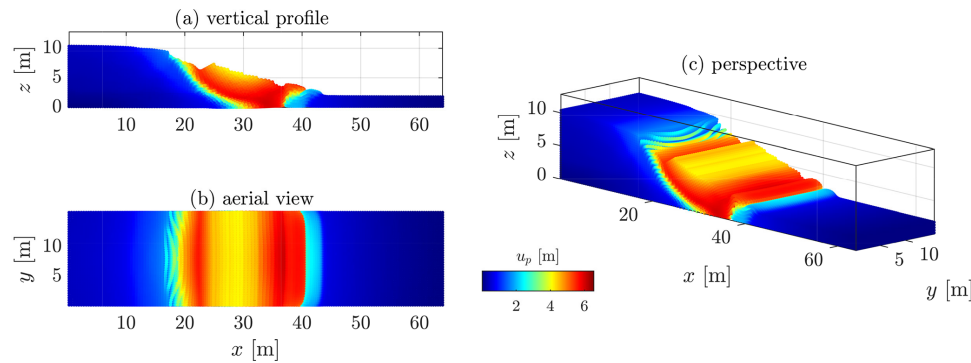 (a) vertical profile
z [m]
10
5
0
10 20 30 40 50 60
(b) aerial view
y [m]
10
5
10 20 30 40 50 60
x [m]
u_p [m]
2 4 6
(c) perspective
z [m]
10
5
0
20
40
60
x [m]
5
10
y [m]